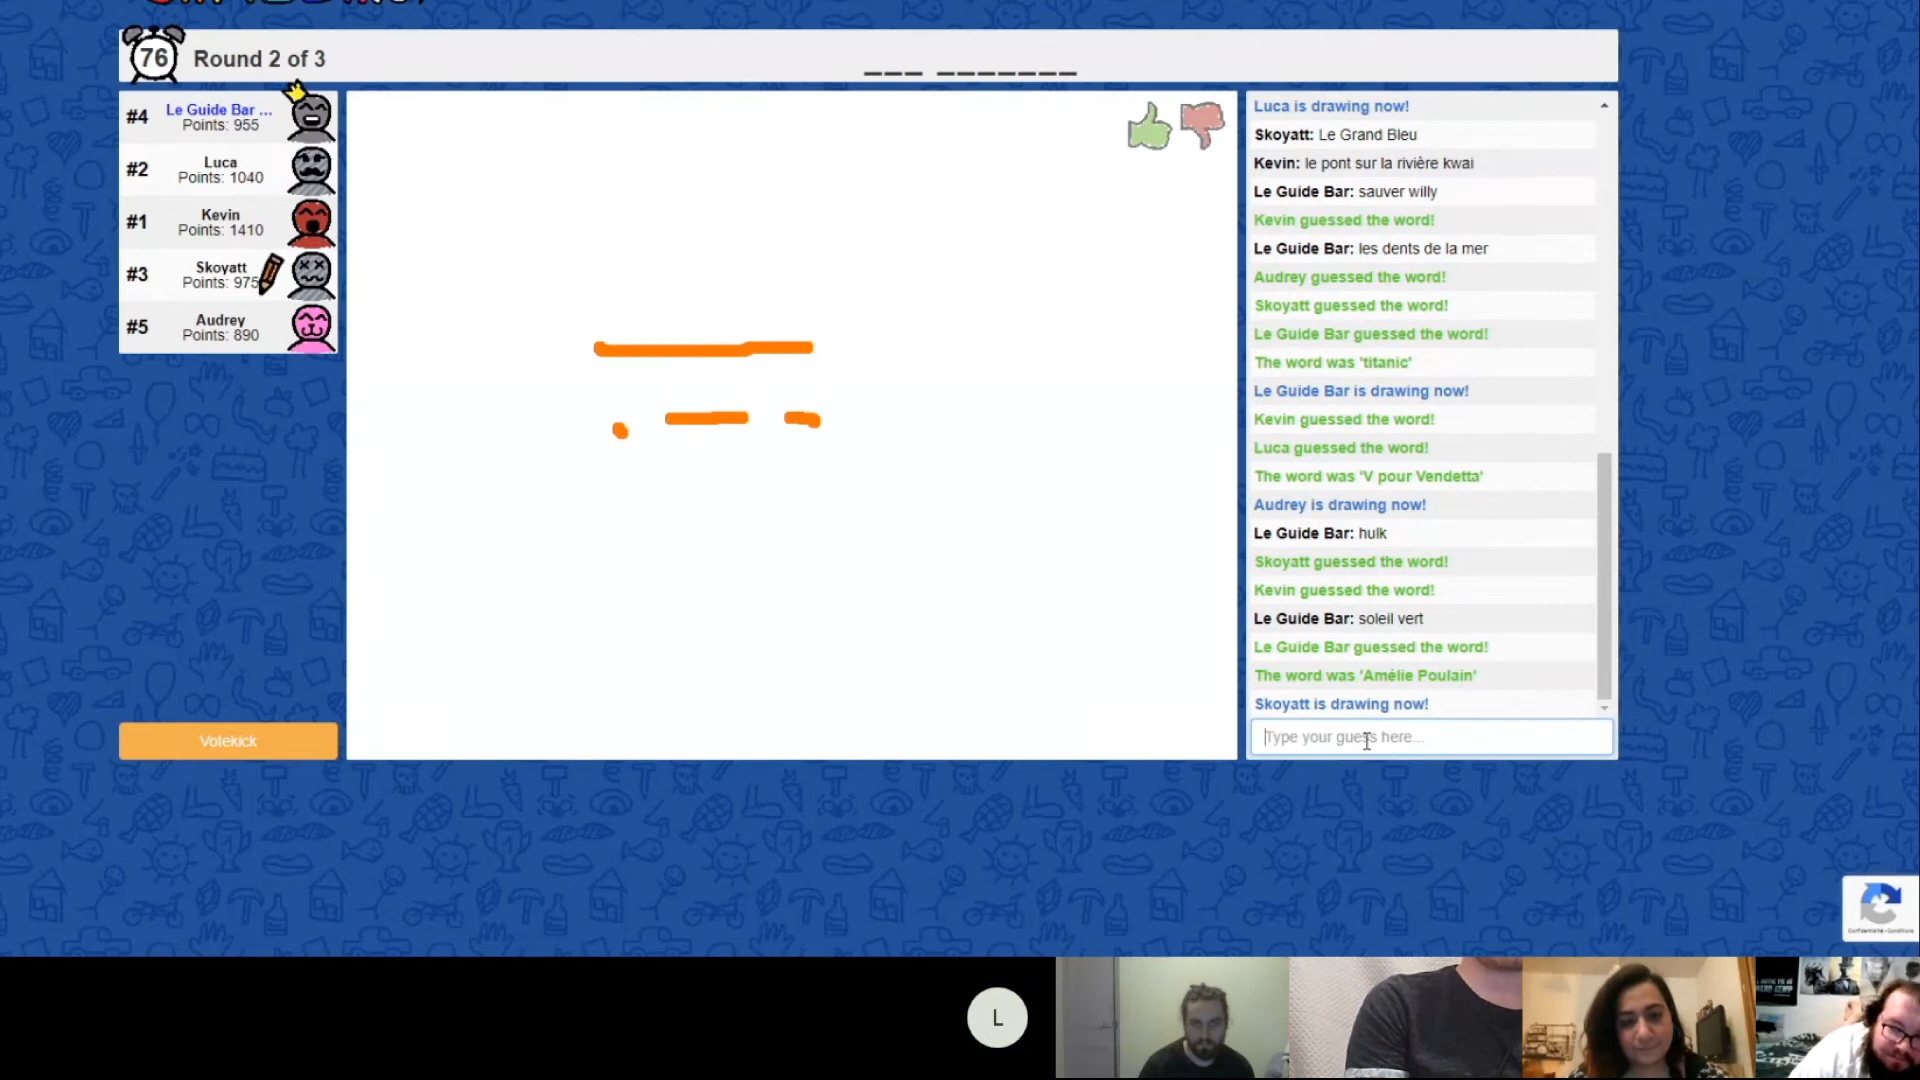 76
Round 2 of 3
___ _______
#4
Le Guide Bar ...
Points: 955
#2
Luca
Points: 1040
#1
Kevin
Points: 1410
#3
Skoyatt
Points: 975
#5
Audrey
Points: 890
Votekick
Luca is drawing now!
Skoyatt: Le Grand Bleu
Kevin: le pont sur la rivière kwai
Le Guide Bar: sauver willy
Kevin guessed the word!
Le Guide Bar: les dents de la mer
Audrey guessed the word!
Skoyatt guessed the word!
Le Guide Bar guessed the word!
The word was 'titanic'
Le Guide Bar is drawing now!
Kevin guessed the word!
Luca guessed the word!
The word was 'V pour Vendetta'
Audrey is drawing now!
Le Guide Bar: hulk
Skoyatt guessed the word!
Kevin guessed the word!
Le Guide Bar: soleil vert
Le Guide Bar guessed the word!
The word was 'Amélie Poulain'
Skoyatt is drawing now!
Type your guess here...
Confidentialité - Conditions
L